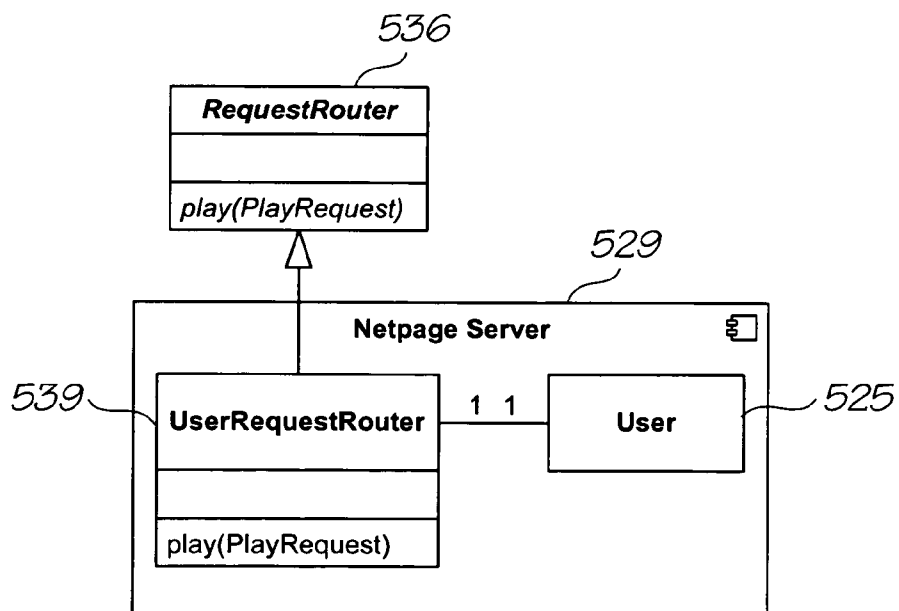 536
RequestRouter
play(PlayRequest)
529
Netpage Server
539
UserRequestRouter
1 1
User
525
play(PlayRequest)